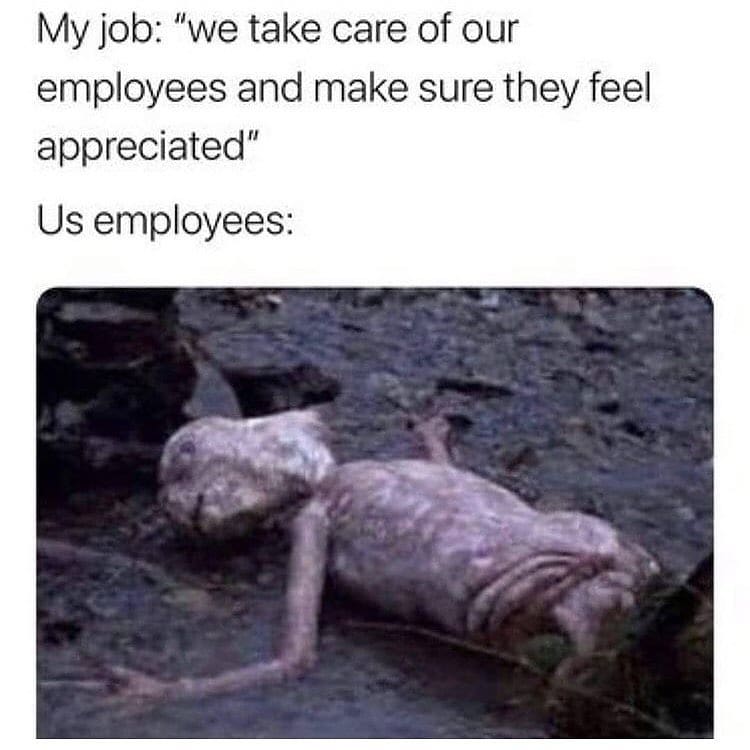 My job: "we take care of our
employees and make sure they feel
appreciated"
Us employees: